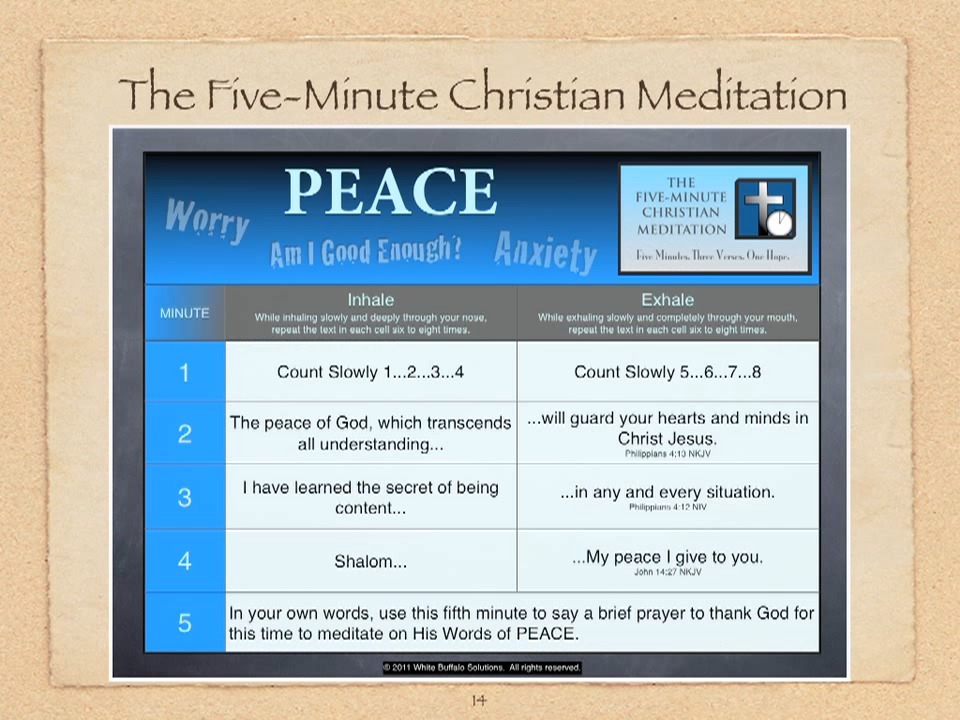 The Five-Minute Christian Meditation
PEACE
Worry
Am I Good Enough?
Anxiety
THE
FIVE-MINUTE
CHRISTIAN
MEDITATION
Five Minutes. Three Verses. One Hope.
MINUTE
Inhale
While inhaling slowly and deeply through your nose,
repeat the text in each cell six to eight times.
Exhale
While exhaling slowly and completely through your mouth,
repeat the text in each cell six to eight times.
1
Count Slowly 1...2...3...4
Count Slowly 5...6...7...8
2
The peace of God, which transcends
all understanding...
...will guard your hearts and minds in
Christ Jesus.
Philippians 4:13 NKJV
3
I have learned the secret of being
content...
...in any and every situation.
Philippians 4:12 NIV
4
Shalom...
...My peace I give to you.
John 14:27 NKJV
5
In your own words, use this fifth minute to say a brief prayer to thank God for
this time to meditate on His Words of PEACE.
© 2011 White Buffalo Solutions. All rights reserved.
14